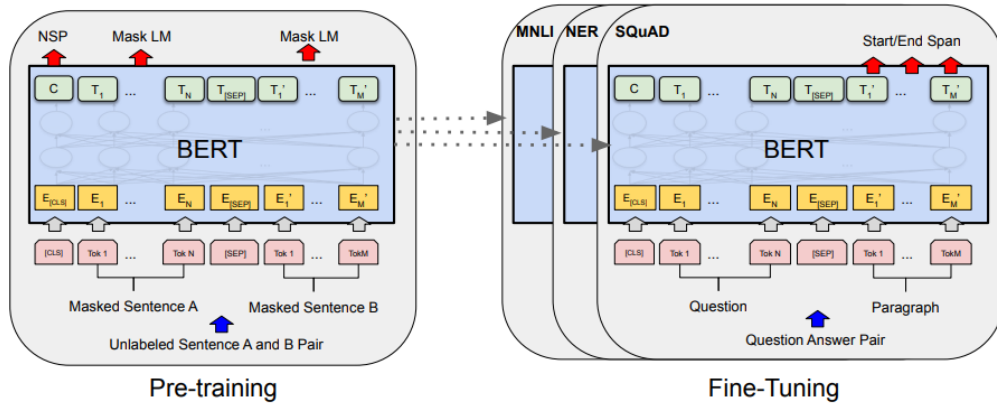 NSP Mask LM Mask LM
C T1 ... TN T[SEP] T1' ... TM'
BERT
E[CLS] E1 ... EN E[SEP] E1' ... EM'
[CLS] Tok 1 ... Tok N [SEP] Tok 1 ... TokM
Masked Sentence A Masked Sentence B
Unlabeled Sentence A and B Pair
Pre-training
MNLI NER SQuAD
Start/End Span
C T1 ... TN T[SEP] T1' ... TM'
BERT
E[CLS] E1 ... EN E[SEP] E1' ... EM'
[CLS] Tok 1 ... Tok N [SEP] Tok 1 ... TokM
Question Paragraph
Question Answer Pair
Fine-Tuning